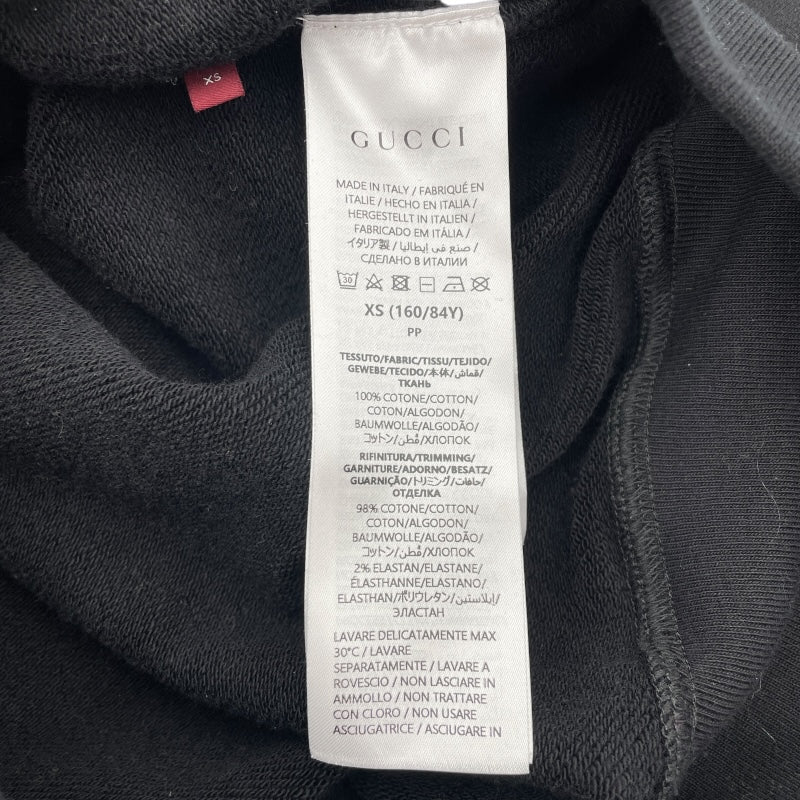 XS
GUCCI
MADE IN ITALY / FABRIQUÉ EN
ITALIE / HECHO EN ITALIA /
HERGESTELLT IN ITALIEN /
FABRICADO EM ITÁLIA /
イタリア製 / صنع في إيطاليا /
СДЕЛАНО В ИТАЛИИ
30
XS (160/84Y)
PP
TESSUTO/FABRIC/TISSU/TEJIDO/
GEWEBE/TECIDO/本体/قماش/
ТКАНЬ
100% COTONE/COTTON/
COTON/ALGODON/
BAUMWOLLE/ALGODÃO/
コットン/قُطن/ХЛОПОК
RIFINITURA/TRIMMING/
GARNITURE/ADORNO/BESATZ/
GUARNIÇÃO/トリミング/حافات/
ОТДЕЛКА
98% COTONE/COTTON/
COTON/ALGODON/
BAUMWOLLE/ALGODÃO/
コットン/قُطن/ХЛОПОК
2% ELASTAN/ELASTANE/
ÉLASTHANNE/ELASTANO/
ELASTHAN/ポリウレタン/إيلاستين/
ЭЛАСТАН
LAVARE DELICATAMENTE MAX
30°C / LAVARE
SEPARATAMENTE / LAVARE A
ROVESCIO / NON LASCIARE IN
AMMOLLO / NON TRATTARE
CON CLORO / NON USARE
ASCIUGATRICE / ASCIUGARE IN